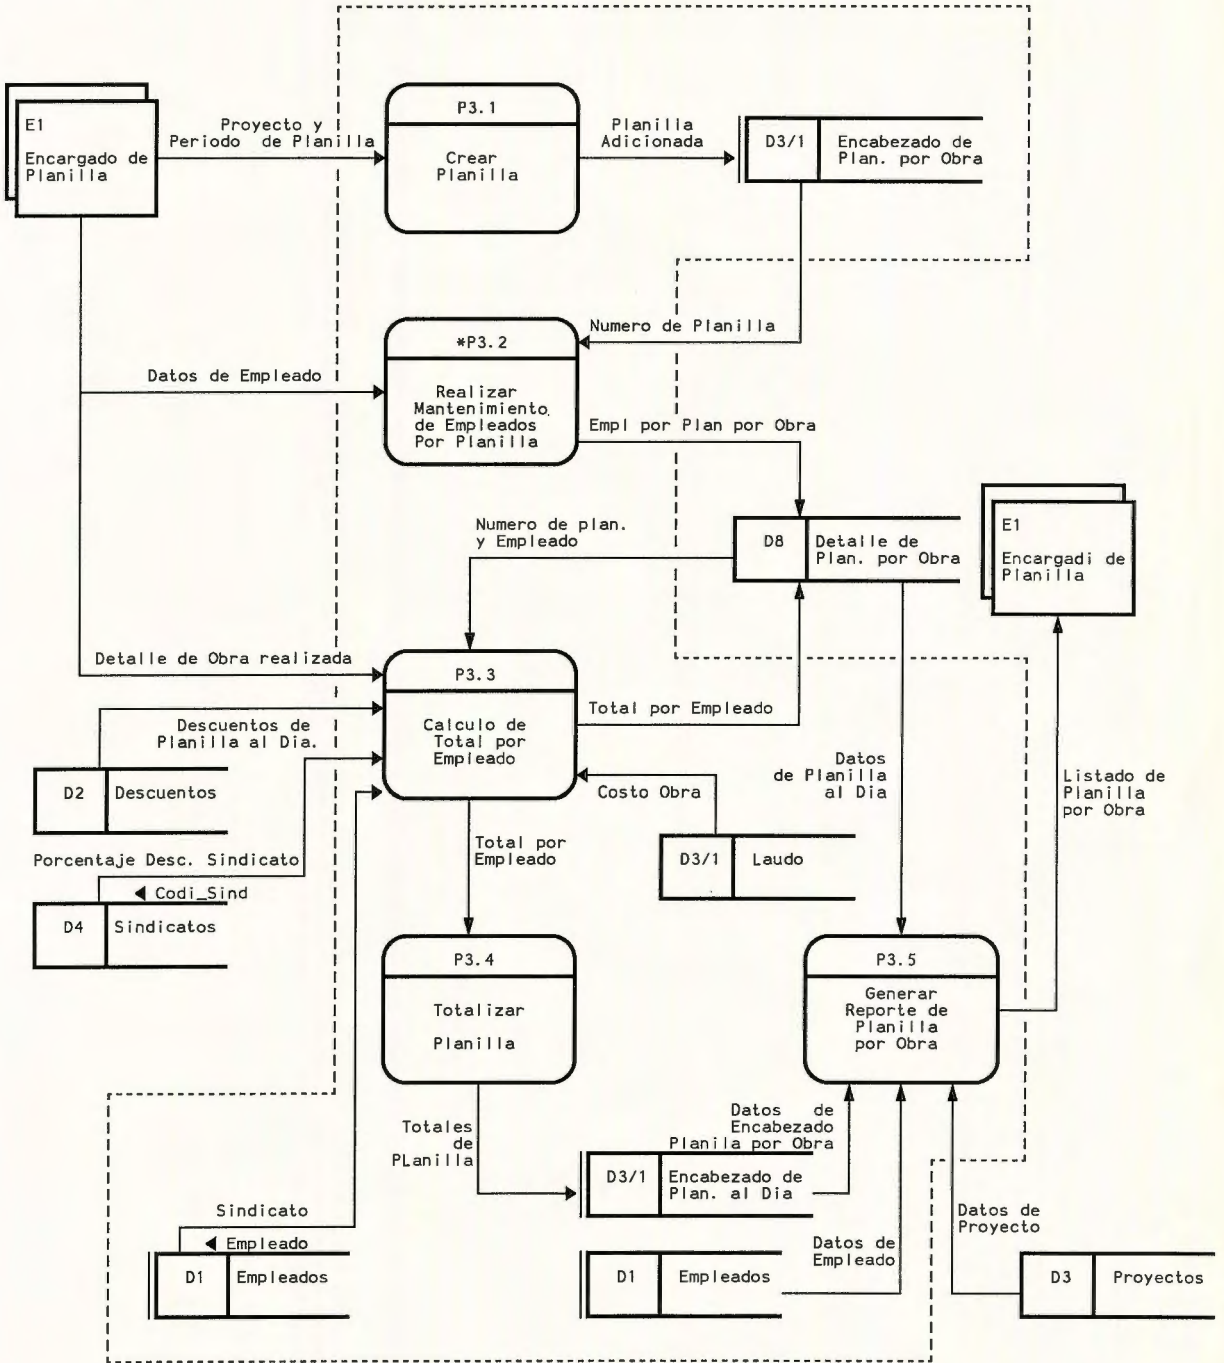 P3.1
Crear
Planilla
E1
Encargado de
Planilla
Proyecto y
Periodo de Planilla
Planilla
Adicionada
D3/1
Encabezado de
Plan. por Obra
*P3.2
Realizar
Mantenimiento
de Empleados
Por Planilla
Numero de Planilla
Datos de Empleado
Empl por Plan por Obra
Numero de plan.
y Empleado
D8
Detalle de
Plan. por Obra
E1
Encargadi de
Planilla
Detalle de Obra realizada
P3.3
Calculo de
Total por
Empleado
Total por Empleado
Descuentos de
Planilla al Dia.
D2
Descuentos
Costo Obra
Datos
de Planilla
al Dia
Listado de
Planilla
por Obra
Porcentaje Desc. Sindicato
Total por
Empleado
D3/1
Laudo
Codi_Sind
D4
Sindicatos
P3.4
Totalizar
Planilla
P3.5
Generar
Reporte de
Planilla
por Obra
Totales
de
PLanilla
Datos de
Encabezado
Planila por Obra
D3/1
Encabezado de
Plan. al Dia
Sindicato
Empleado
D1
Empleados
D1
Empleados
Datos de
Empleado
Datos de
Proyecto
D3
Proyectos